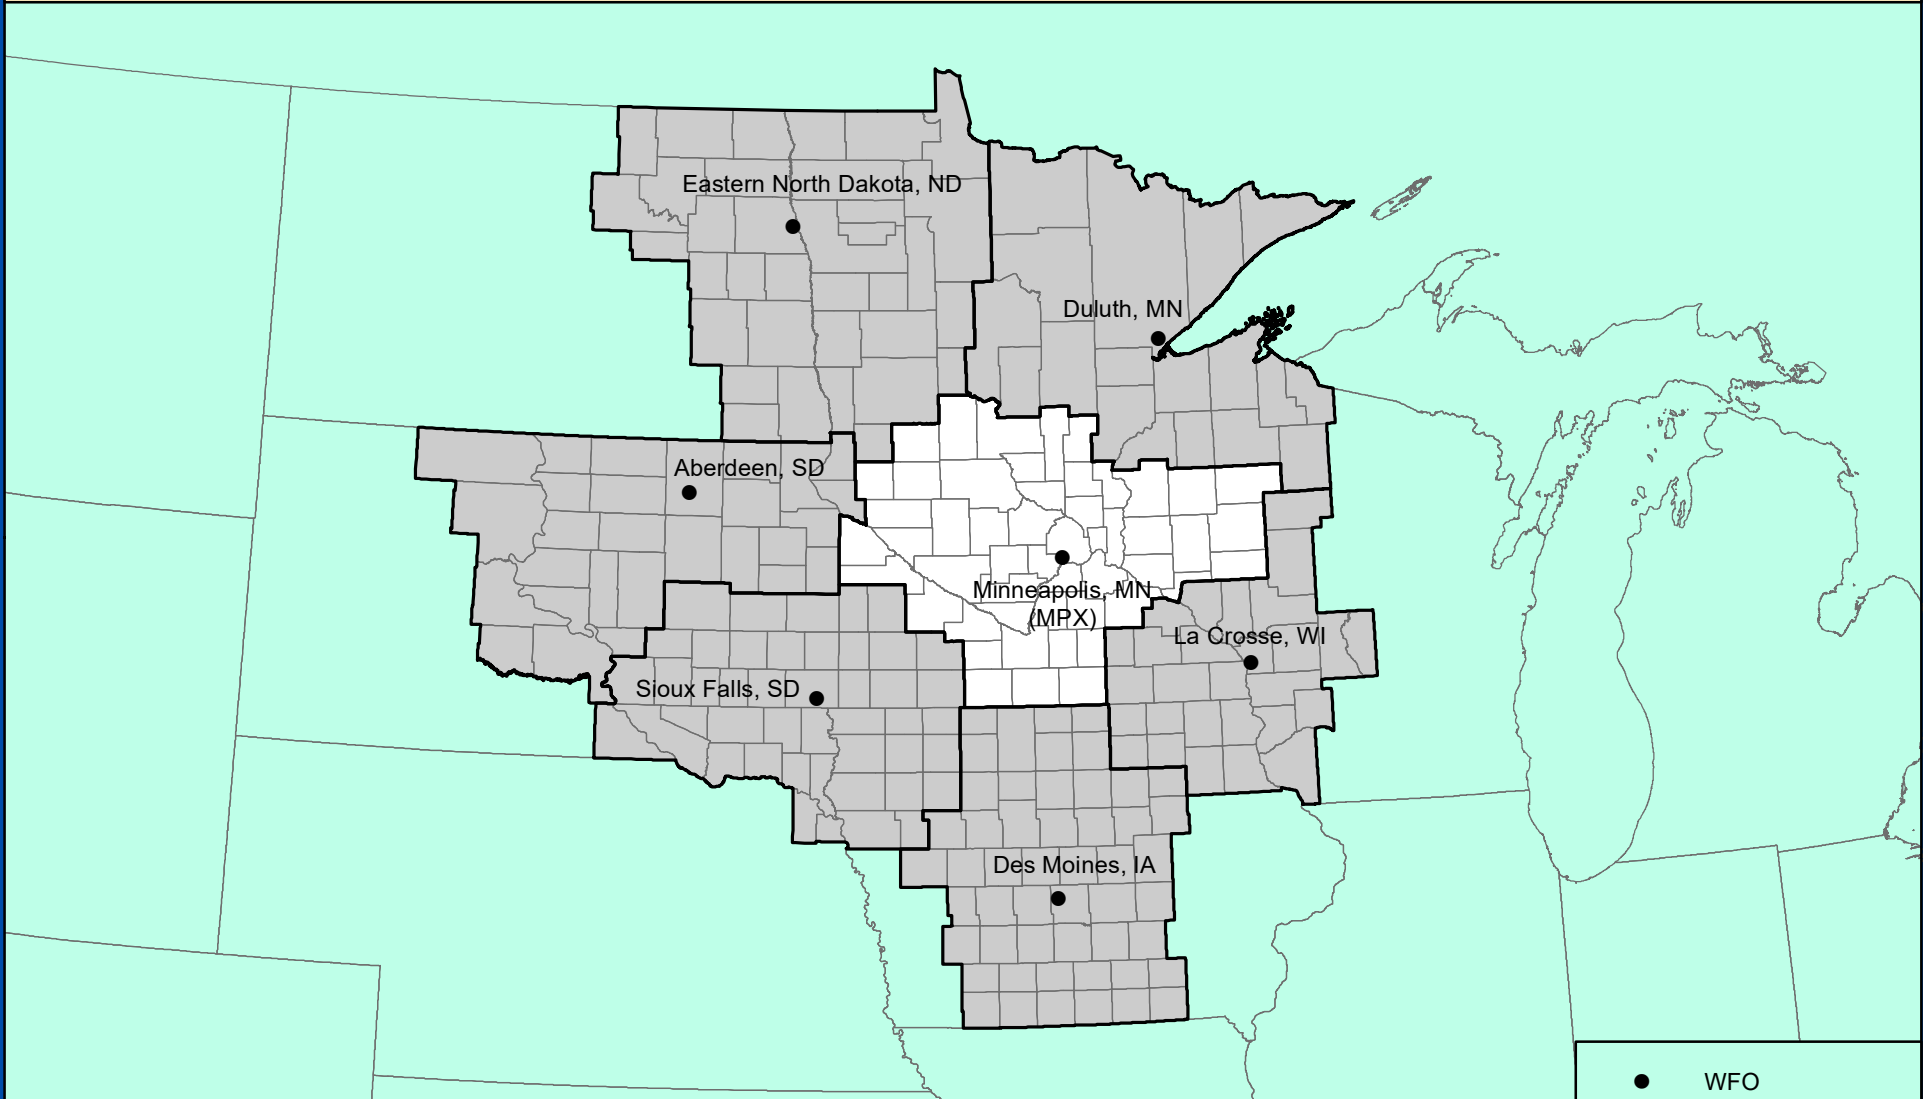 Eastern North Dakota, ND
Duluth, MN
Aberdeen, SD
Minneapolis, MN
(MPX)
La Crosse, WI
Sioux Falls, SD
Des Moines, IA
WFO